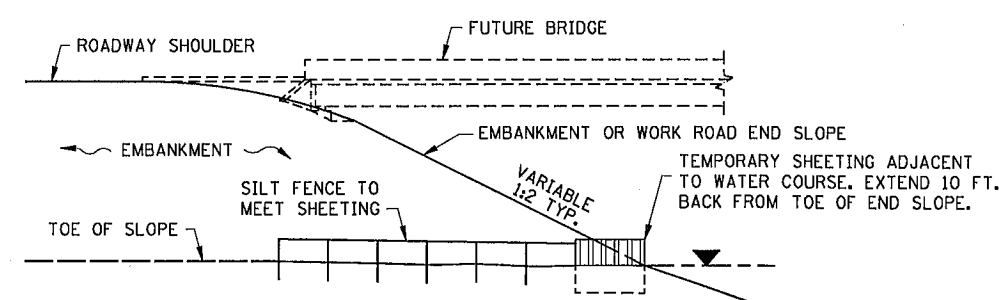 FUTURE BRIDGE
ROADWAY SHOULDER
EMBANKMENT OR WORK ROAD END SLOPE
EMBANKMENT
VARIABLE
1:2 TYP.
TEMPORARY SHEETING ADJACENT
TO WATER COURSE. EXTEND 10 FT.
BACK FROM TOE OF END SLOPE.
SILT FENCE TO
MEET SHEETING
TOE OF SLOPE